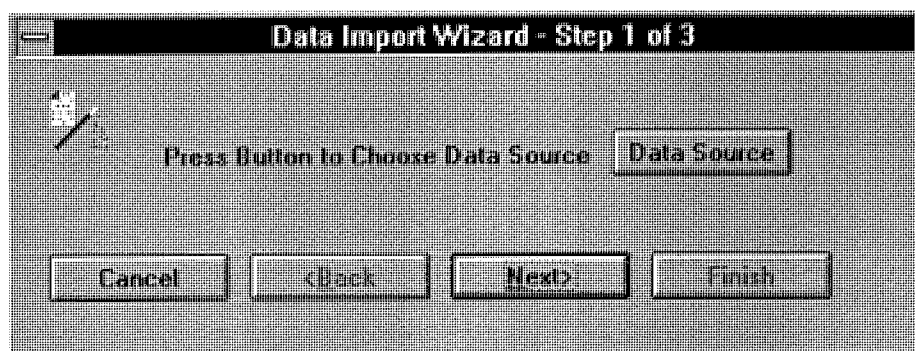 Data Import Wizard - Step 1 of 3
Press Button to Choose Data Source Data Source
Cancel <Back Next> Finish